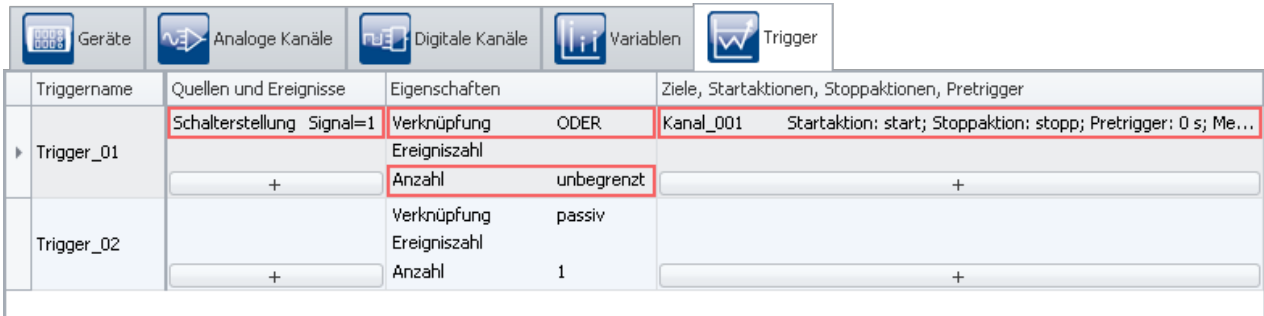 Geräte Analoge Kanäle Digitale Kanäle Variablen Trigger
Triggername Quellen und Ereignisse Eigenschaften Ziele, Startaktionen, Stoppaktionen, Pretrigger
Schalterstellung Signal=1 Verknüpfung ODER Kanal_001 Startaktion: start; Stoppaktion: stopp; Pretrigger: 0 s; Me...
Trigger_01 Ereigniszahl
+ Anzahl unbegrenzt +
Verknüpfung passiv
Trigger_02 Ereigniszahl
+ Anzahl 1 +